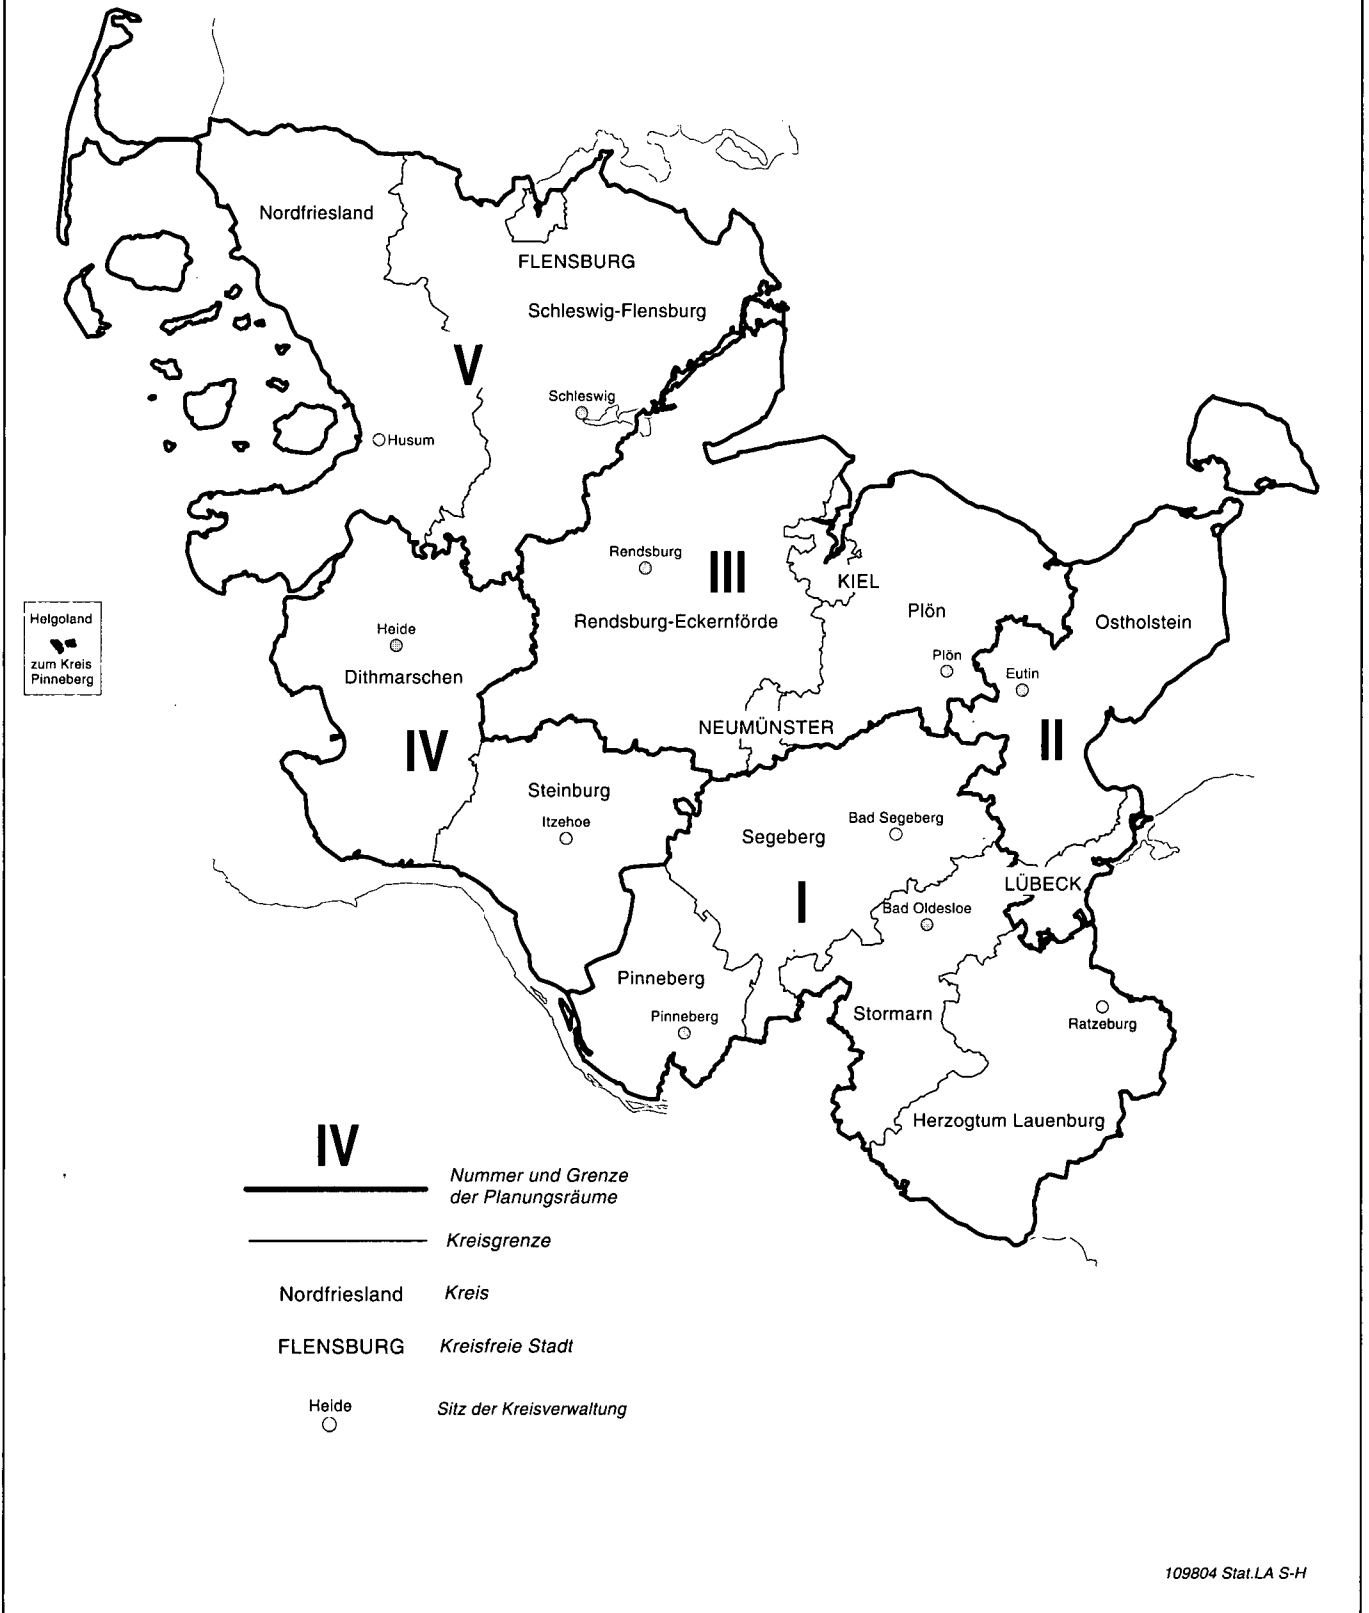 Nordfriesland
FLENSBURG
Schleswig-Flensburg
V
Schleswig
Husum
Rendsburg
III
KIEL
Rendsburg-Eckernförde
Plön
Ostholstein
Helgoland
zum Kreis
Pinneberg
Heide
Dithmarschen
Plön
Eutin
NEUMÜNSTER
IV
II
Steinburg
Itzehoe
Segeberg
Bad Segeberg
LÜBECK
I
Bad Oldesloe
Pinneberg
Pinneberg
Stormarn
Ratzeburg
Herzogtum Lauenburg
IV
Nummer und Grenze
der Planungsräume
Kreisgrenze
Nordfriesland Kreis
FLENSBURG Kreisfreie Stadt
Heide
Sitz der Kreisverwaltung
109804 Stat.LA S-H